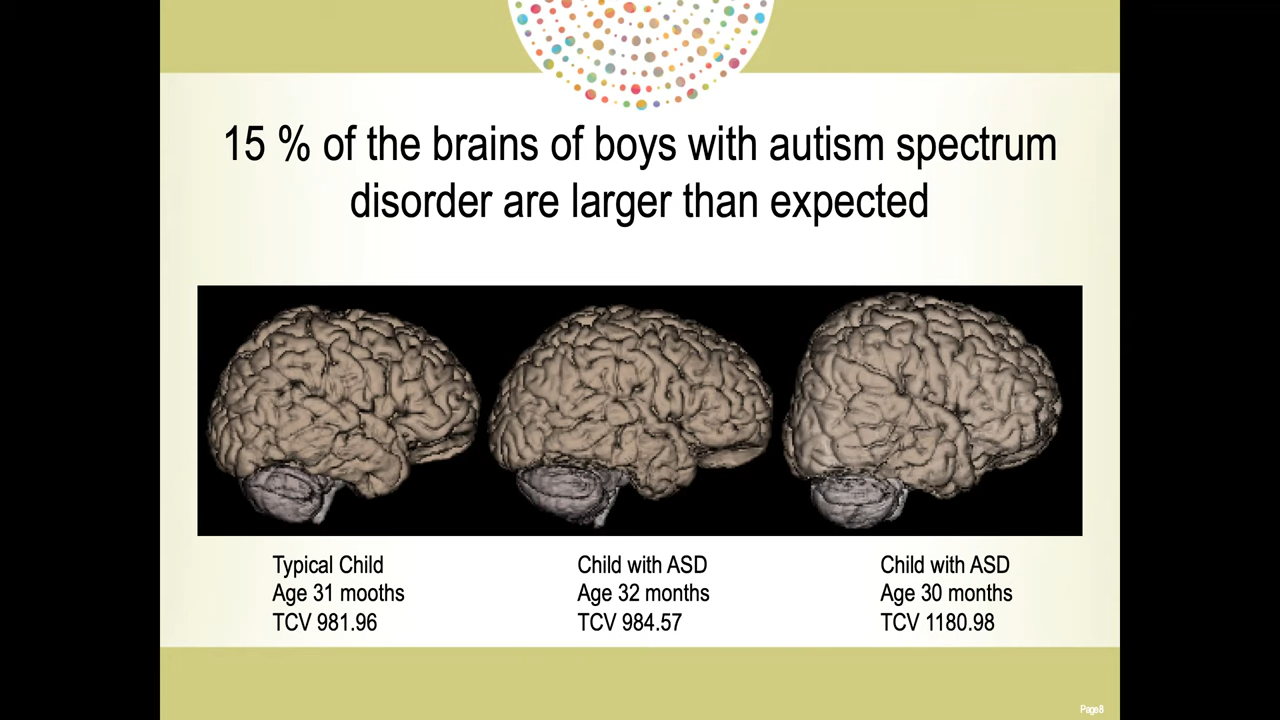 15 % of the brains of boys with autism spectrum
disorder are larger than expected
Typical Child
Age 31 mooths
TCV 981.96
Child with ASD
Age 32 months
TCV 984.57
Child with ASD
Age 30 months
TCV 1180.98
Page8